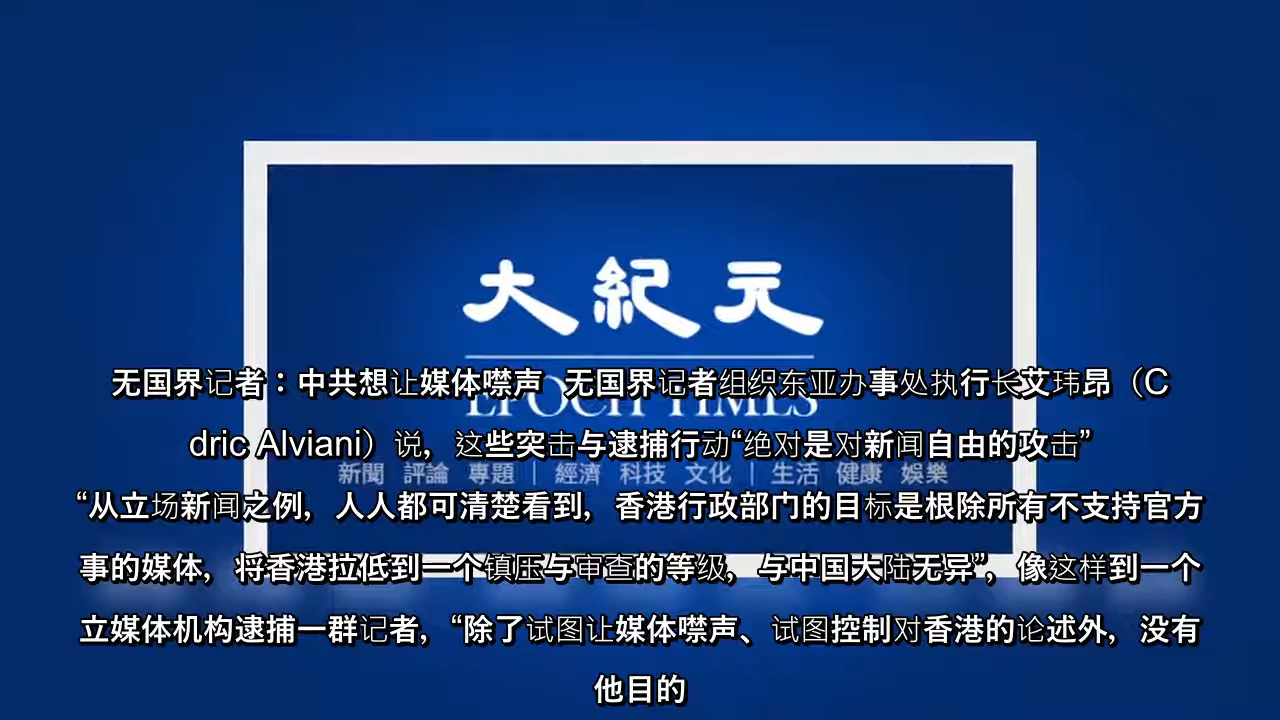 大紀元
无国界记者：中共想让媒体噤声 无国界记者组织东亚办事处执行长艾玮昂（C
EPOCH TIMES
dric Alviani）说，这些突击与逮捕行动“绝对是对新闻自由的攻击”
新聞 評論 專題 | 經濟 科技 文化 | 生活 健康 娛樂
“从立场新闻之例，人人都可清楚看到，香港行政部门的目标是根除所有不支持官方
事的媒体，将香港拉低到一个镇压与审查的等级，与中国大陆无异”，像这样到一个
立媒体机构逮捕一群记者，“除了试图让媒体噤声、试图控制对香港的论述外，没有
他目的